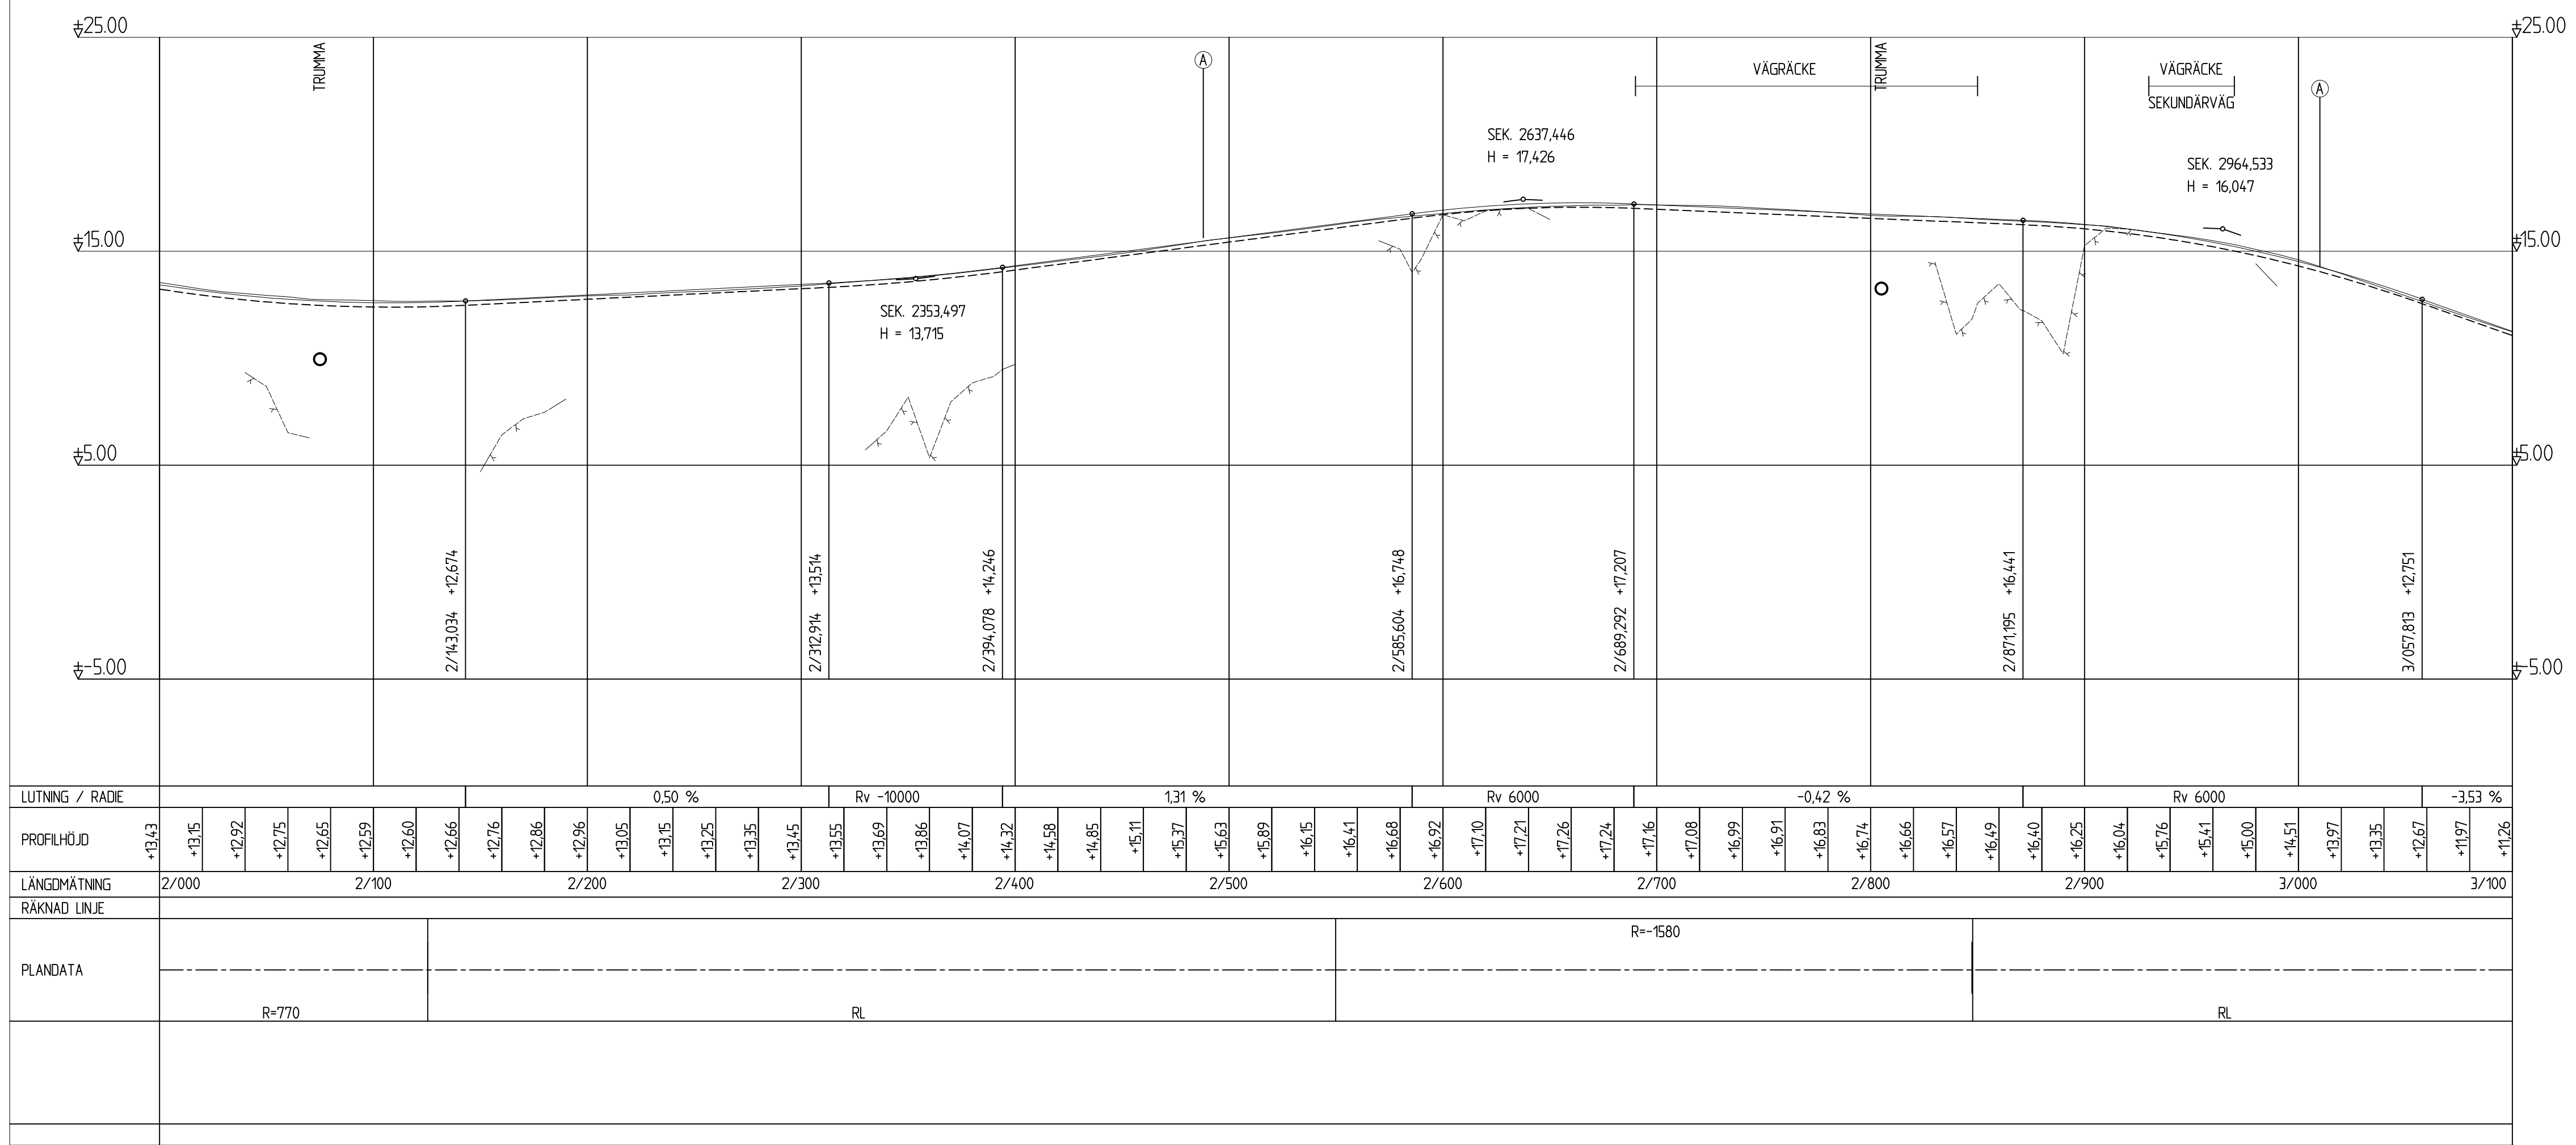 +25.00 +25.00
TRUMMA
A
VÄGRÄCKE
TRUMMA
VÄGRÄCKE
SEKUNDÄRVÄG
A
SEK. 2637,446
H = 17,426
SEK. 2964,533
H = 16,047
+15.00 +15.00
SEK. 2353,497
H = 13,715
+5.00 +5.00
2/143,034 +12,674
2/312,914 +13,514
2/394,078 +14,246
2/585,604 +16,748
2/689,292 +17,207
2/871,195 +16,441
3/057,813 +12,751
+-5.00 +-5.00
LUTNING / RADIE 0,50 % Rv -10000 1,31 % Rv 6000 -0,42 % Rv 6000 -3,53 %
PROFILHÖJD +13,43 +13,15 +12,92 +12,75 +12,65 +12,59 +12,60 +12,66 +12,76 +12,86 +12,96 +13,05 +13,15 +13,25 +13,35 +13,45 +13,55 +13,69 +13,86 +14,07 +14,32 +14,58 +14,85 +15,11 +15,37 +15,63 +15,89 +16,15 +16,41 +16,68 +16,92 +17,10 +17,21 +17,26 +17,24 +17,16 +17,08 +16,99 +16,91 +16,83 +16,74 +16,66 +16,57 +16,49 +16,40 +16,25 +16,04 +15,76 +15,41 +15,00 +14,51 +13,97 +13,35 +12,67 +11,97 +11,26
LÄNGDMÄTNING 2/000 2/100 2/200 2/300 2/400 2/500 2/600 2/700 2/800 2/900 3/000 3/100
RÄKNAD LINJE
R=-1580
PLANDATA
R=770 RL RL